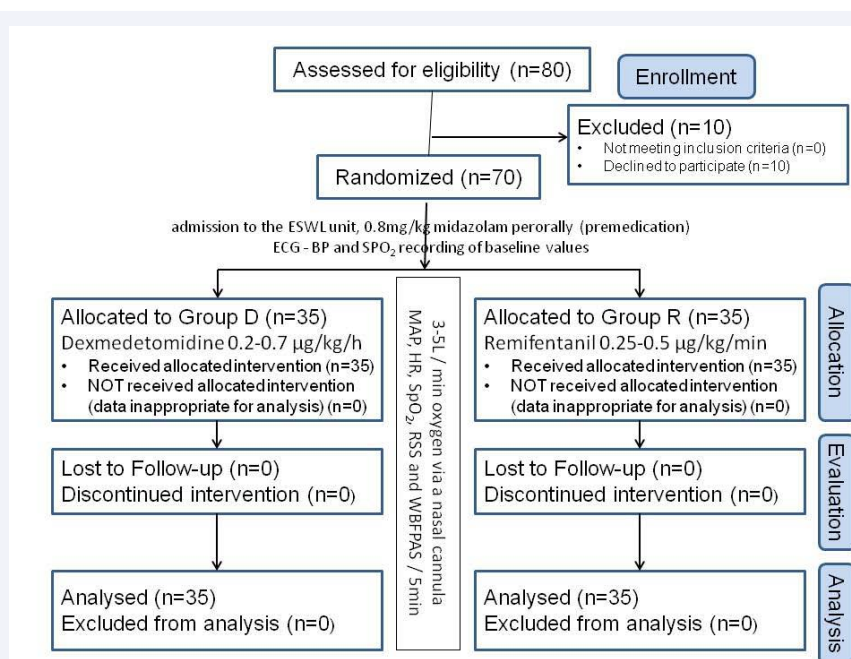 Assessed for eligibility (n=80)
Enrollment
Excluded (n=10)
• Not meeting inclusion criteria (n=0)
• Declined to participate (n=10)
Randomized (n=70)
admission to the ESWL unit, 0.8mg/kg midazolam perorally (premedication)
ECG - BP and SPO₂ recording of baseline values
Allocated to Group D (n=35)
Dexmedetomidine 0.2-0.7 µg/kg/h
• Received allocated intervention (n=35)
• NOT received allocated intervention
(data inappropriate for analysis) (n=0)
3-5L / min oxygen via a nasal cannula
MAP, HR, SpO₂, RSS and WBFPAS / 5min
Allocated to Group R (n=35)
Remifentanil 0.25-0.5 µg/kg/min
• Received allocated intervention (n=35)
• NOT received allocated intervention
(data inappropriate for analysis) (n=0)
Allocation
Lost to Follow-up (n=0)
Discontinued intervention (n=0)
Lost to Follow-up (n=0)
Discontinued intervention (n=0)
Evaluation
Analysed (n=35)
Excluded from analysis (n=0)
Analysed (n=35)
Excluded from analysis (n=0)
Analysis